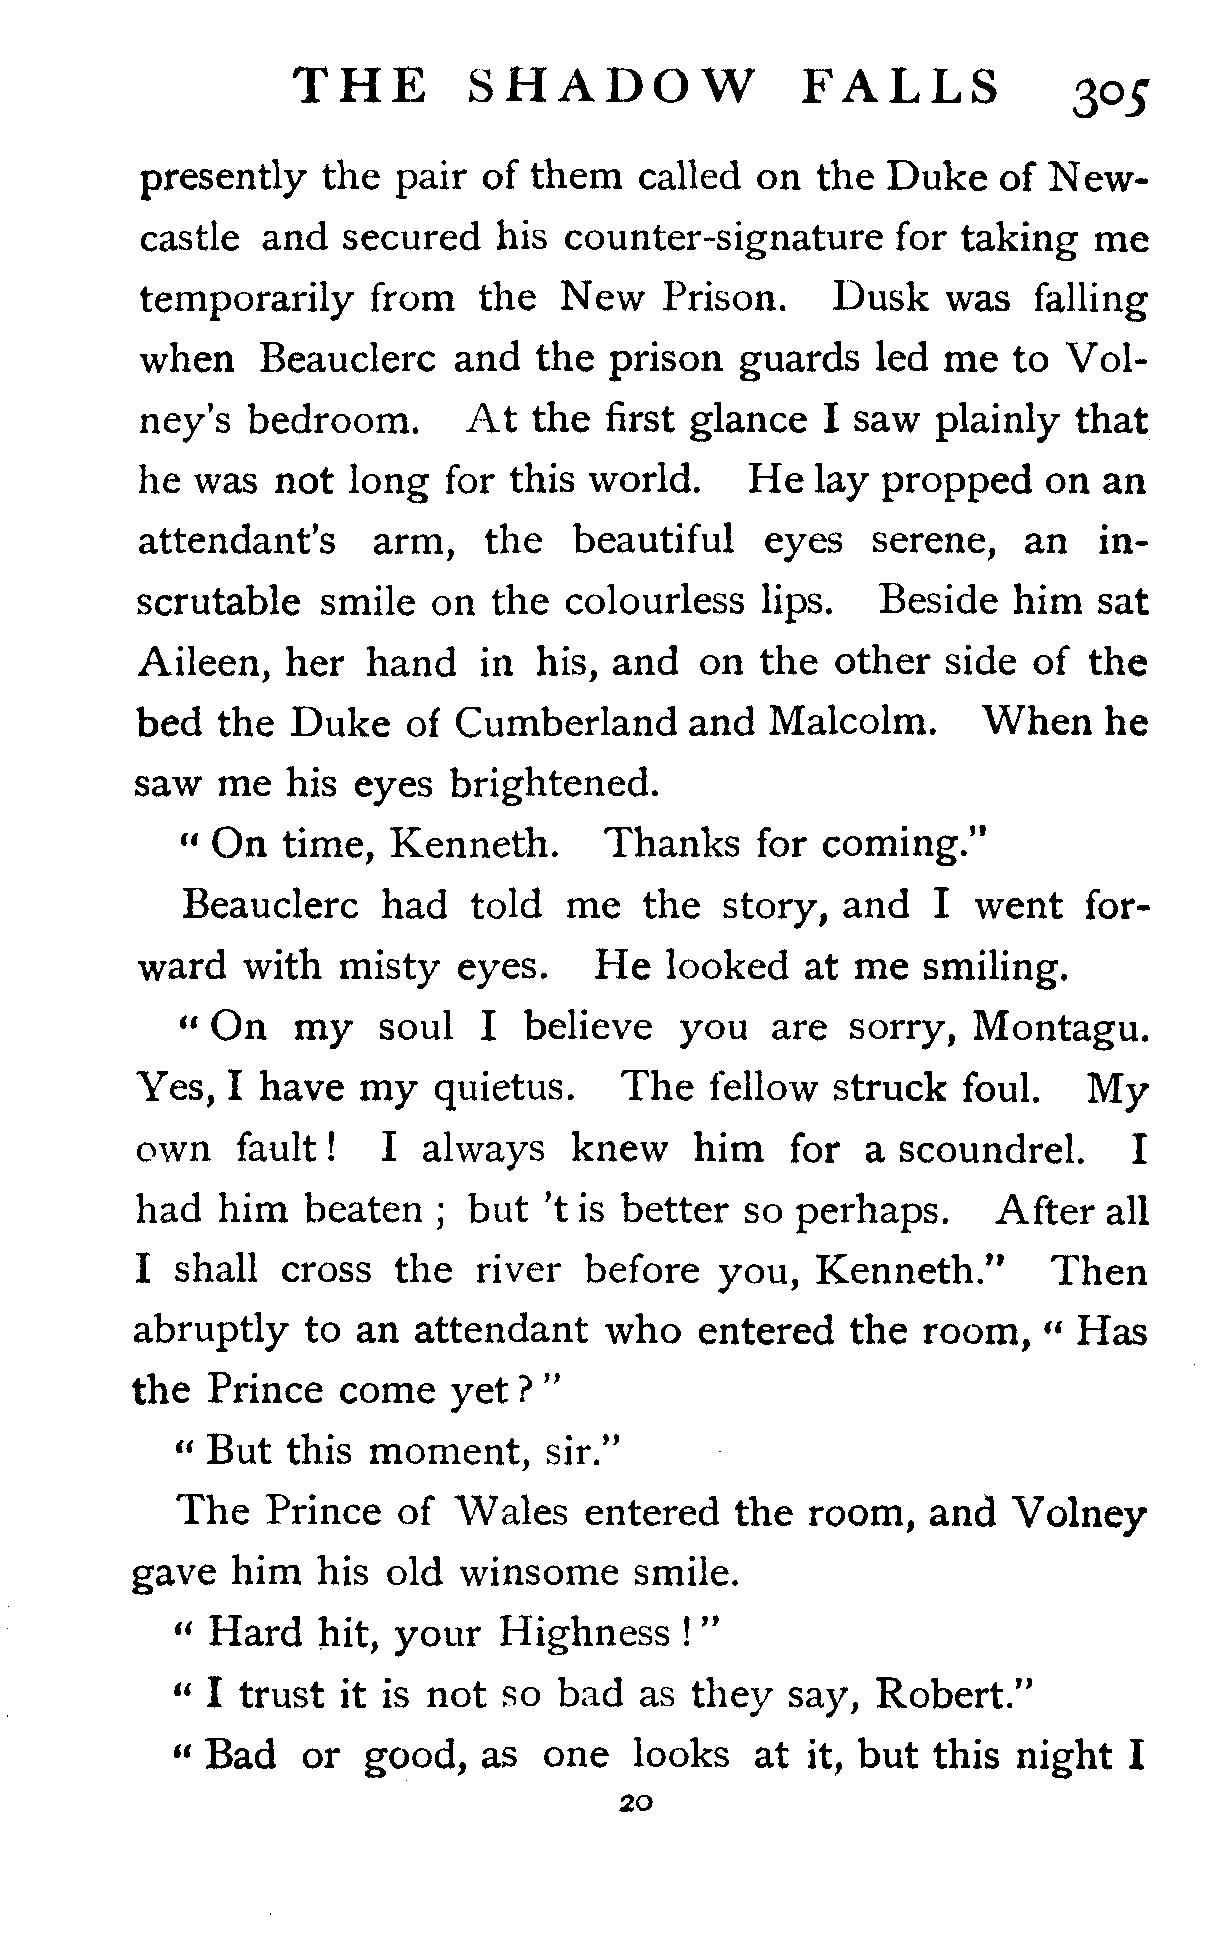 THE SHADOW FALLS 305
presently the pair of them called on the Duke of New-
castle and secured his counter-signature for taking me
temporarily from the New Prison. Dusk was falling
when Beauclerc and the prison guards led me to Vol-
ney's bedroom. At the first glance I saw plainly that
he was not long for this world. He lay propped on an
attendant's arm, the beautiful eyes serene, an in-
scrutable smile on the colourless lips. Beside him sat
Aileen, her hand in his, and on the other side of the
bed the Duke of Cumberland and Malcolm. When he
saw me his eyes brightened.
" On time, Kenneth. Thanks for coming."
Beauclerc had told me the story, and I went for-
ward with misty eyes. He looked at me smiling.
" On my soul I believe you are sorry, Montagu.
Yes, I have my quietus. The fellow struck foul. My
own fault ! I always knew him for a scoundrel. I
had him beaten ; but 't is better so perhaps. After all
I shall cross the river before you, Kenneth." Then
abruptly to an attendant who entered the room, " Has
the Prince come yet ? "
" But this moment, sir."
The Prince of Wales entered the room, and Volney
gave him his old winsome smile.
" Hard hit, your Highness ! "
" I trust it is not so bad as they say, Robert."
" Bad or good, as one looks at it, but this night I
20